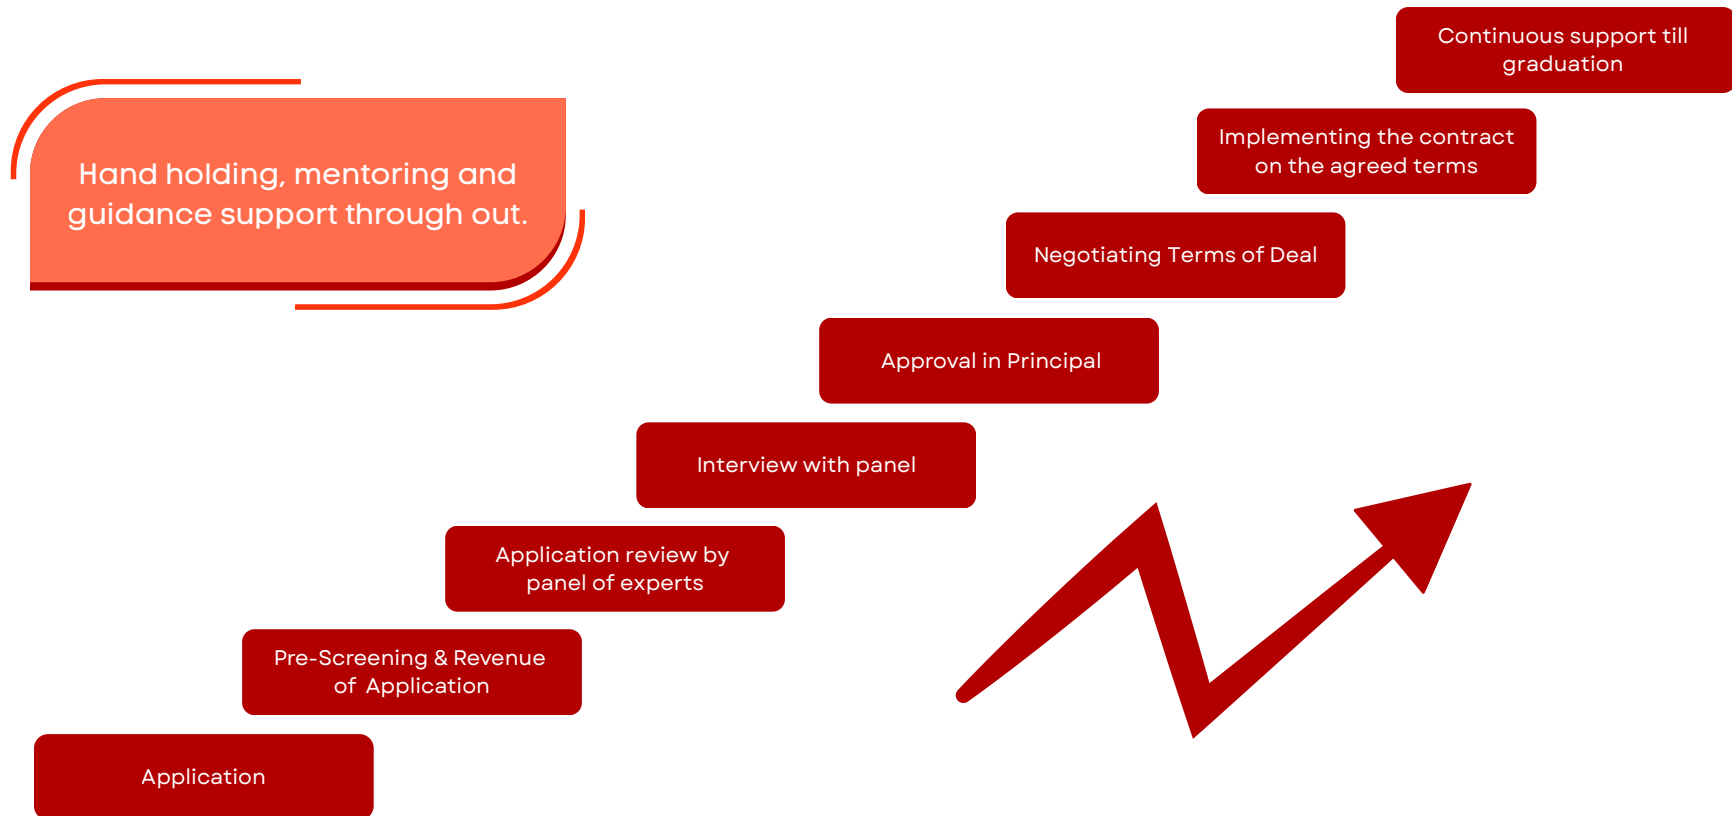 Continuous support till
graduation
Implementing the contract
on the agreed terms
Hand holding, mentoring and
guidance support through out.
Negotiating Terms of Deal
Approval in Principal
Interview with panel
Application review by
panel of experts
Pre-Screening & Revenue
of Application
Application